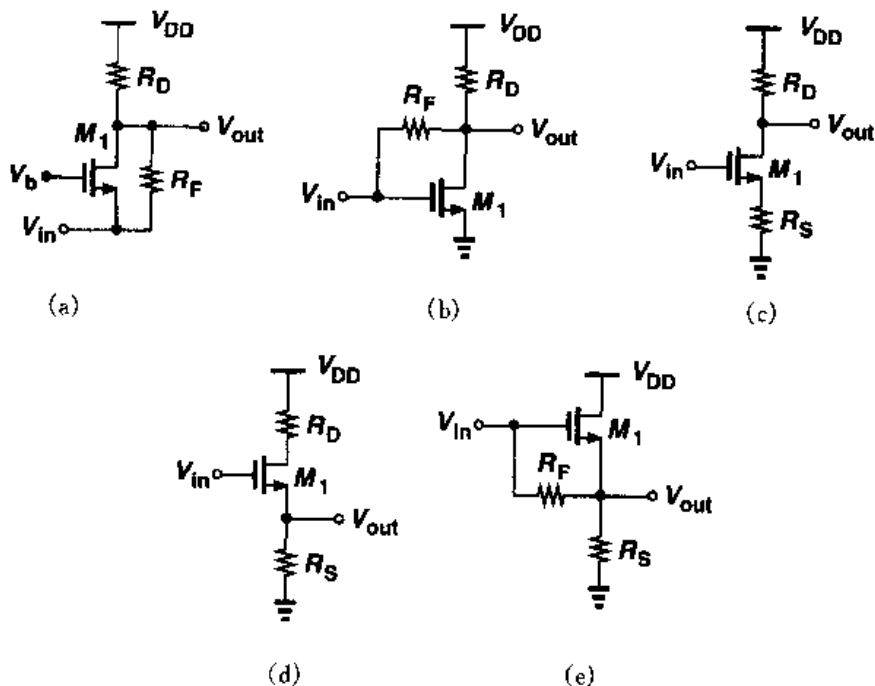 V_DD
R_D
M_1
V_out
V_b
R_F
V_in
(a)
V_DD
R_F
R_D
V_out
V_in
M_1
(b)
V_DD
R_D
V_out
V_in
M_1
R_S
(c)
V_DD
R_D
V_in
M_1
V_out
R_S
(d)
V_DD
V_in
M_1
R_F
V_out
R_S
(e)